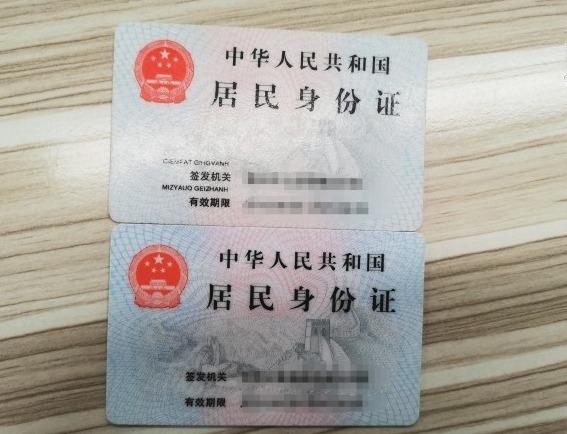 中华人民共和国
居民身份证
CIEMFAT GIHGVANH
签发机关
MIZYAUQ GEIZHANH
有效期限
中华人民共和国
居民身份证
签发机关
有效期限